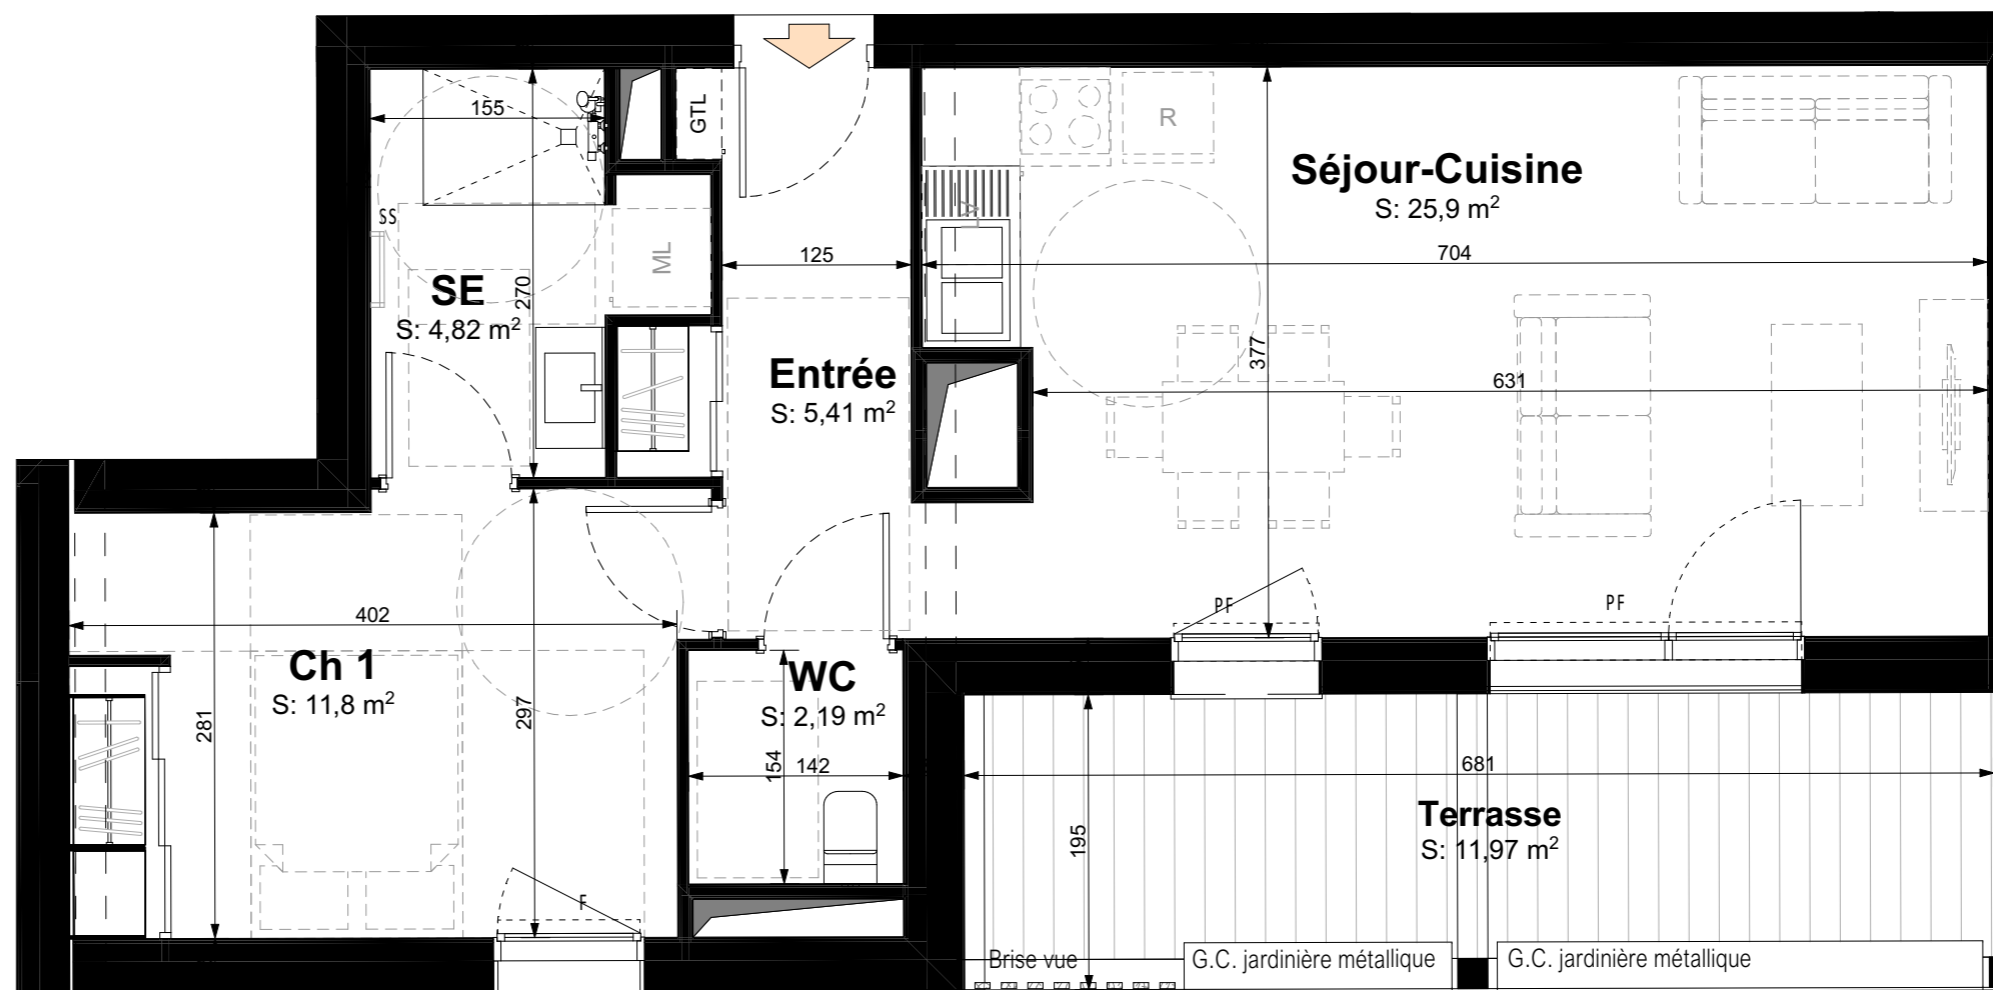 155
GTL
R
Séjour-Cuisine
S: 25,9 m²
SS
ML
125
704
SE
S: 4,82 m²
270
377
Entrée
S: 5,41 m²
631
402
PF
PF
Ch 1
S: 11,8 m²
281
297
WC
S: 2,19 m²
154
142
681
Terrasse
S: 11,97 m²
195
F
Brise vue
G.C. jardinière métallique
G.C. jardinière métallique